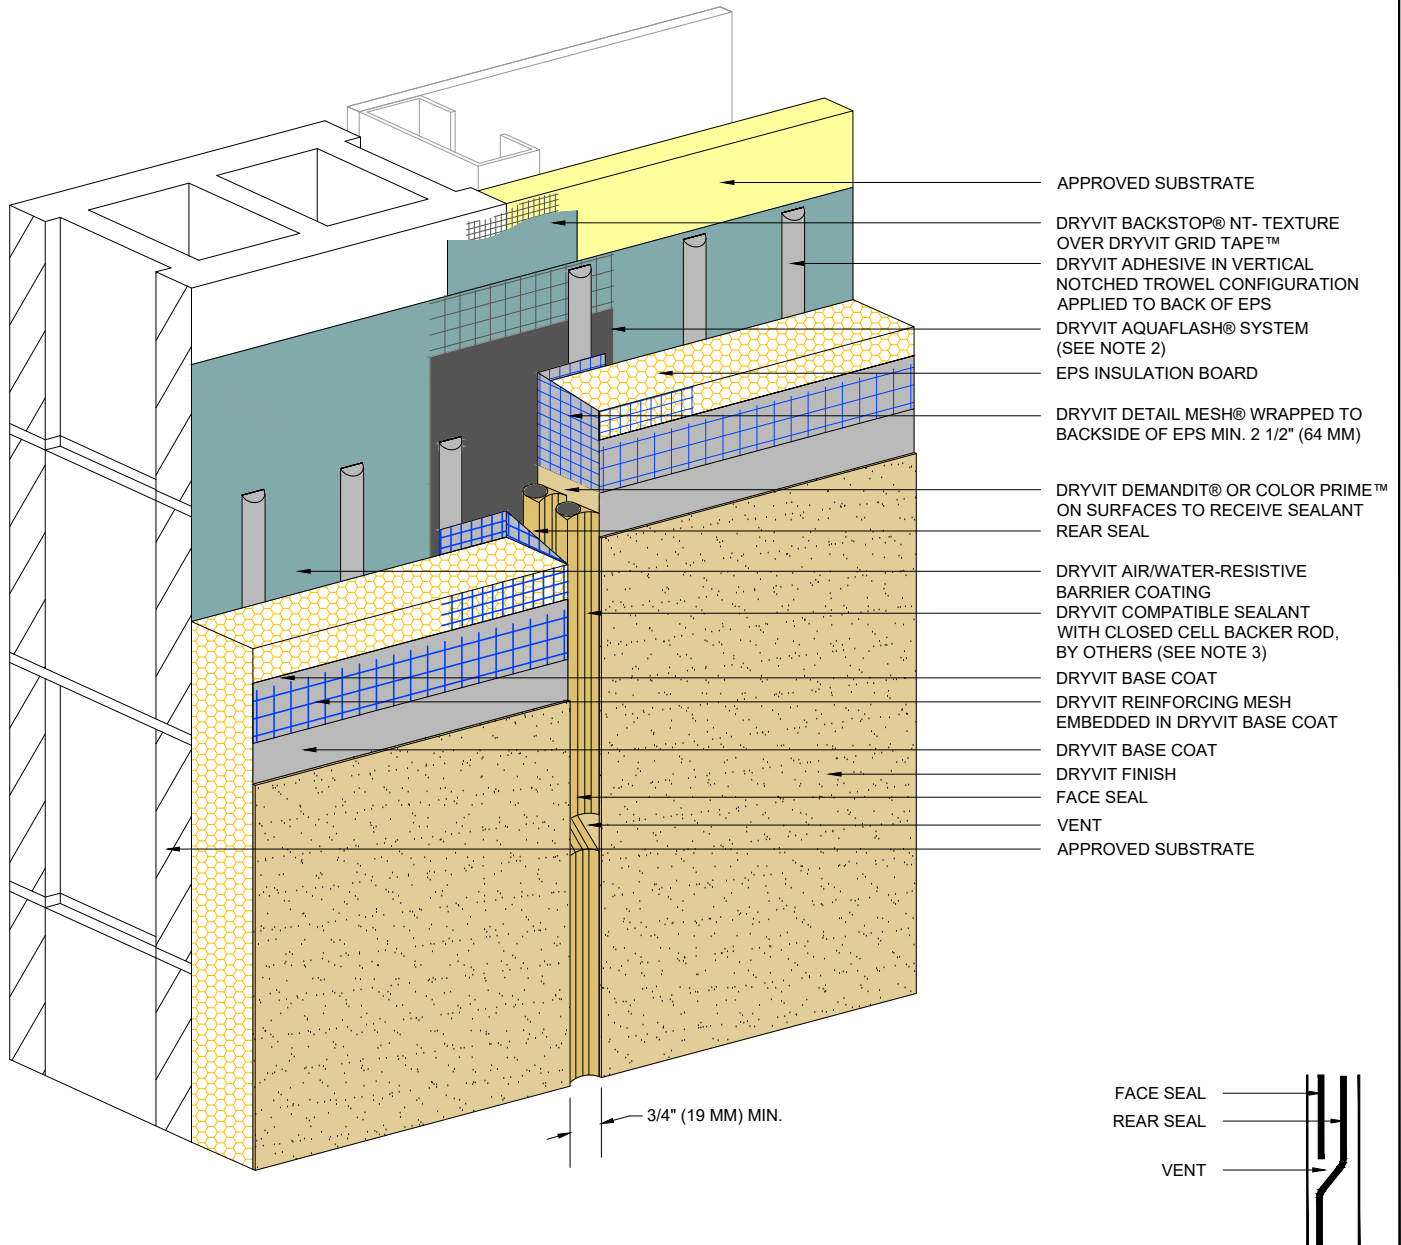 APPROVED SUBSTRATE
DRYVIT BACKSTOP® NT- TEXTURE
OVER DRYVIT GRID TAPE™
DRYVIT ADHESIVE IN VERTICAL
NOTCHED TROWEL CONFIGURATION
APPLIED TO BACK OF EPS
DRYVIT AQUAFLASH® SYSTEM
(SEE NOTE 2)
EPS INSULATION BOARD
DRYVIT DETAIL MESH® WRAPPED TO
BACKSIDE OF EPS MIN. 2 1/2" (64 MM)
DRYVIT DEMANDIT® OR COLOR PRIME™
ON SURFACES TO RECEIVE SEALANT
REAR SEAL
DRYVIT AIR/WATER-RESISTIVE
BARRIER COATING
DRYVIT COMPATIBLE SEALANT
WITH CLOSED CELL BACKER ROD,
BY OTHERS (SEE NOTE 3)
DRYVIT BASE COAT
DRYVIT REINFORCING MESH
EMBEDDED IN DRYVIT BASE COAT
DRYVIT BASE COAT
DRYVIT FINISH
FACE SEAL
VENT
APPROVED SUBSTRATE
3/4" (19 MM) MIN.
FACE SEAL
REAR SEAL
VENT